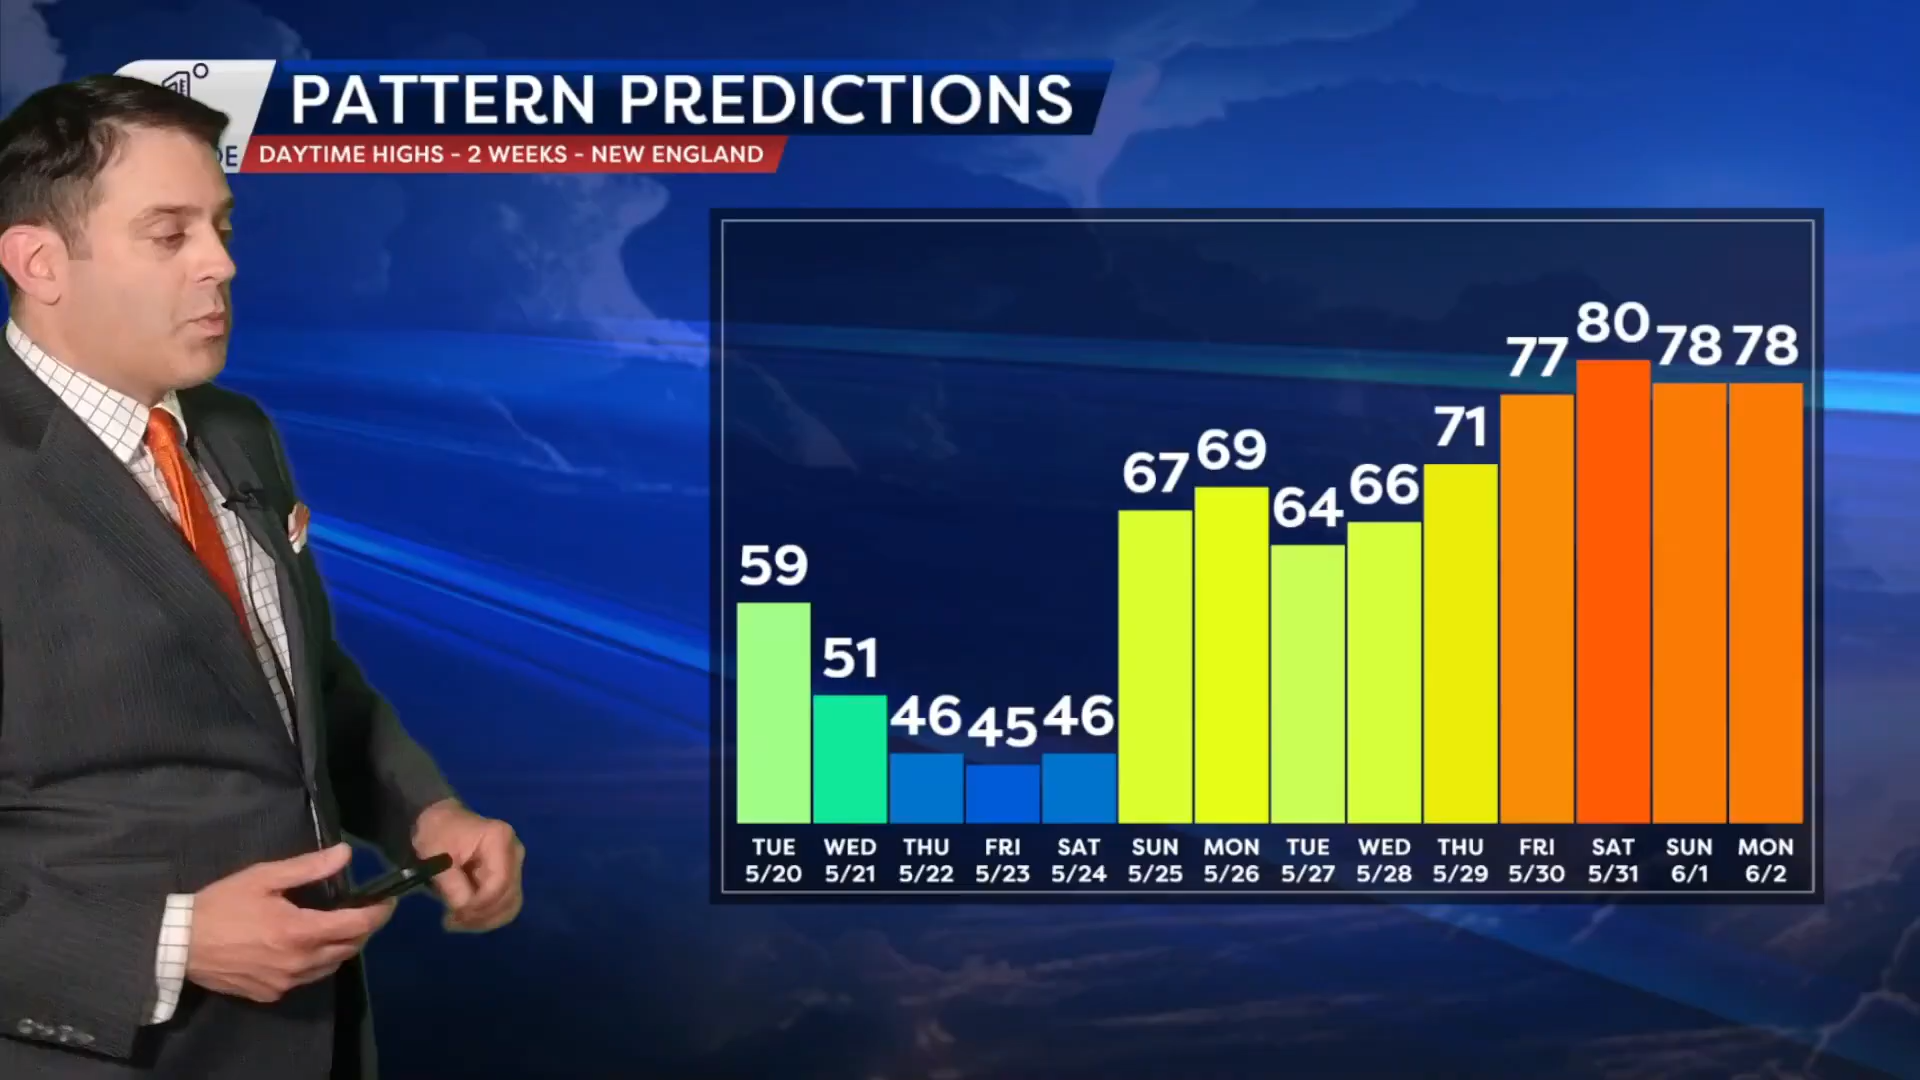 PATTERN PREDICTIONS
DAYTIME HIGHS - 2 WEEKS - NEW ENGLAND
59 51 46 45 46 67 69 64 66 71 77 80 78 78
TUE WED THU FRI SAT SUN MON TUE WED THU FRI SAT SUN MON
5/20 5/21 5/22 5/23 5/24 5/25 5/26 5/27 5/28 5/29 5/30 5/31 6/1 6/2